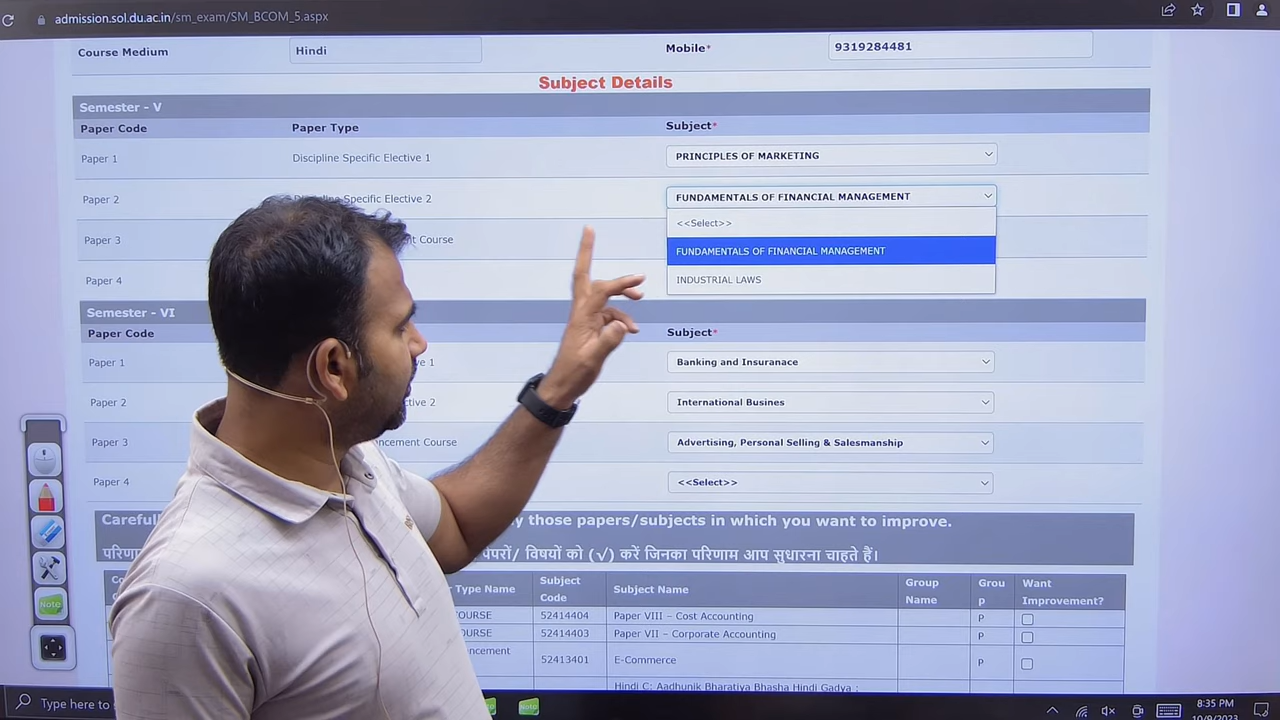 admission.sol.du.ac.in/sm_exam/SM_BCOM_5.aspx
Course Medium Hindi Mobile* 9319284481
Subject Details
Semester - V
Paper Code Paper Type Subject*
Paper 1 Discipline Specific Elective 1 PRINCIPLES OF MARKETING
Paper 2 Specific Elective 2 FUNDAMENTALS OF FINANCIAL MANAGEMENT
<<Select>>
Paper 3 Course
FUNDAMENTALS OF FINANCIAL MANAGEMENT
Paper 4 INDUSTRIAL LAWS
Semester - VI
Paper Code Subject*
Paper 1 1 Banking and Insuranace
Paper 2 2 International Busines
Paper 3 Course Advertising, Personal Selling & Salesmanship
Paper 4 <<Select>>
those papers/subjects in which you want to improve.
विषयों को (√) करें जिनका परिणाम आप सुधारना चाहते हैं।
Type Name Subject Code Subject Name Group Name Grou p Want Improvement?
52414404 Paper VIII – Cost Accounting P
52414403 Paper VII – Corporate Accounting P
52413401 E-Commerce P
Hindi C: Aadhunik Bharatiya Bhasha Hindi Gadya :
Note
Type here to
Note
8:35 PM